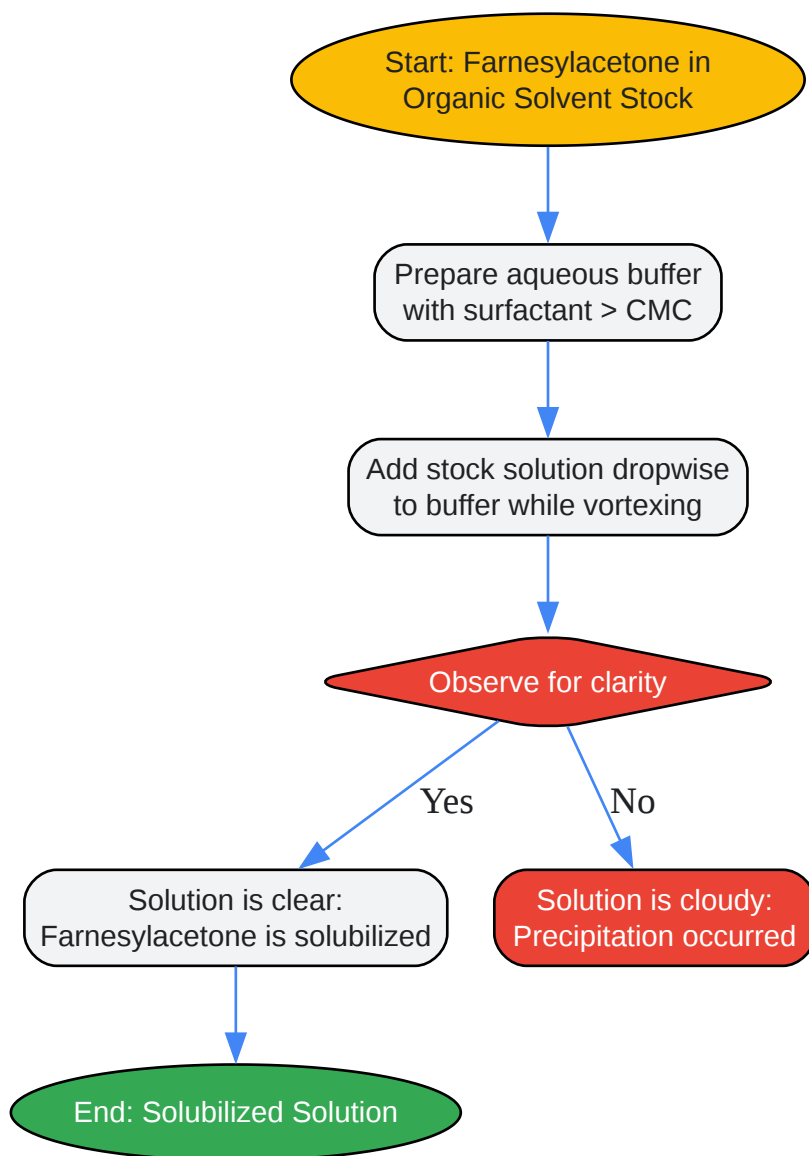 Start: Farnesylacetone in
Organic Solvent Stock
Prepare aqueous buffer
with surfactant > CMC
Add stock solution dropwise
to buffer while vortexing
Observe for clarity
Yes
No
Solution is clear:
Farnesylacetone is solubilized
Solution is cloudy:
Precipitation occurred
End: Solubilized Solution